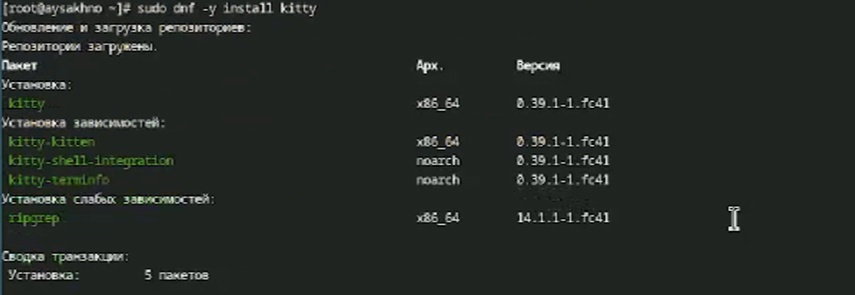 [root@aysakhno ~]# sudo dnf -y install kitty
Обновление и загрузка репозиториев:
Репозитории загружены.
Пакет Арх. Версия
Установка:
kitty x86_64 0.39.1-1.fc41
Установка зависимостей:
kitty-kitten x86_64 0.39.1-1.fc41
kitty-shell-integration noarch 0.39.1-1.fc41
kitty-terminfo noarch 0.39.1-1.fc41
Установка слабых зависимостей:
ripgrep x86_64 14.1.1-1.fc41
Сводка транзакции:
Установка: 5 пакетов